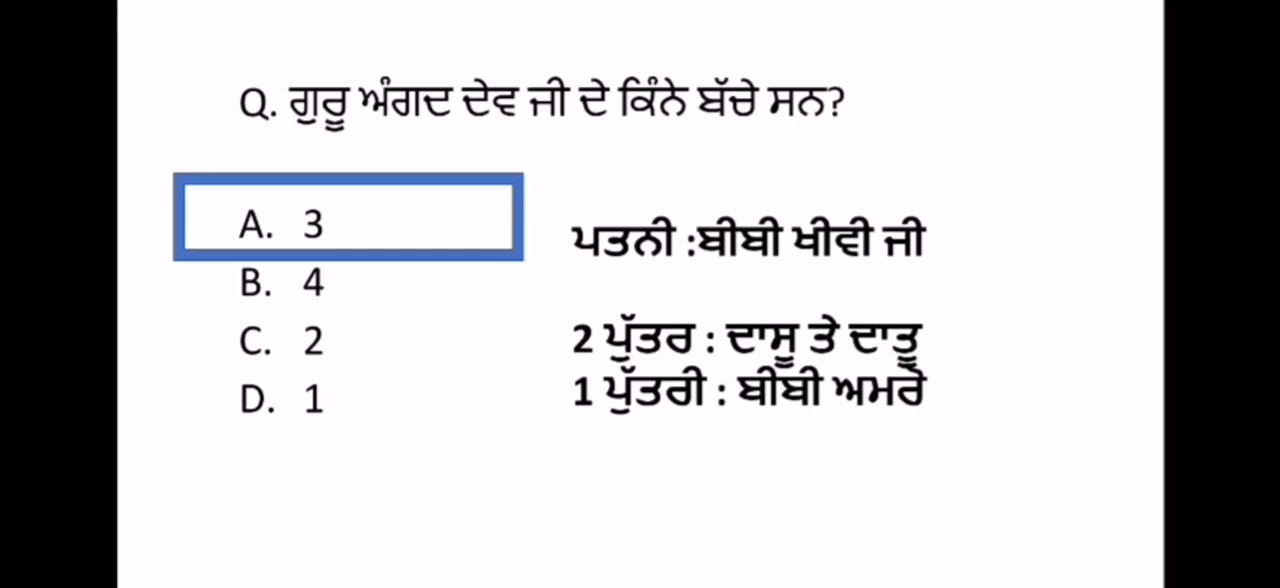 Q. ਗੁਰੂ ਅੰਗਦ ਦੇਵ ਜੀ ਦੇ ਕਿੰਨੇ ਬੱਚੇ ਸਨ?
A. 3
B. 4
C. 2
D. 1
ਪਤਨੀ :ਬੀਬੀ ਖੀਵੀ ਜੀ
2 ਪੁੱਤਰ : ਦਾਸੂ ਤੇ ਦਾਤੂ
1 ਪੁੱਤਰੀ : ਬੀਬੀ ਅਮਰੋ